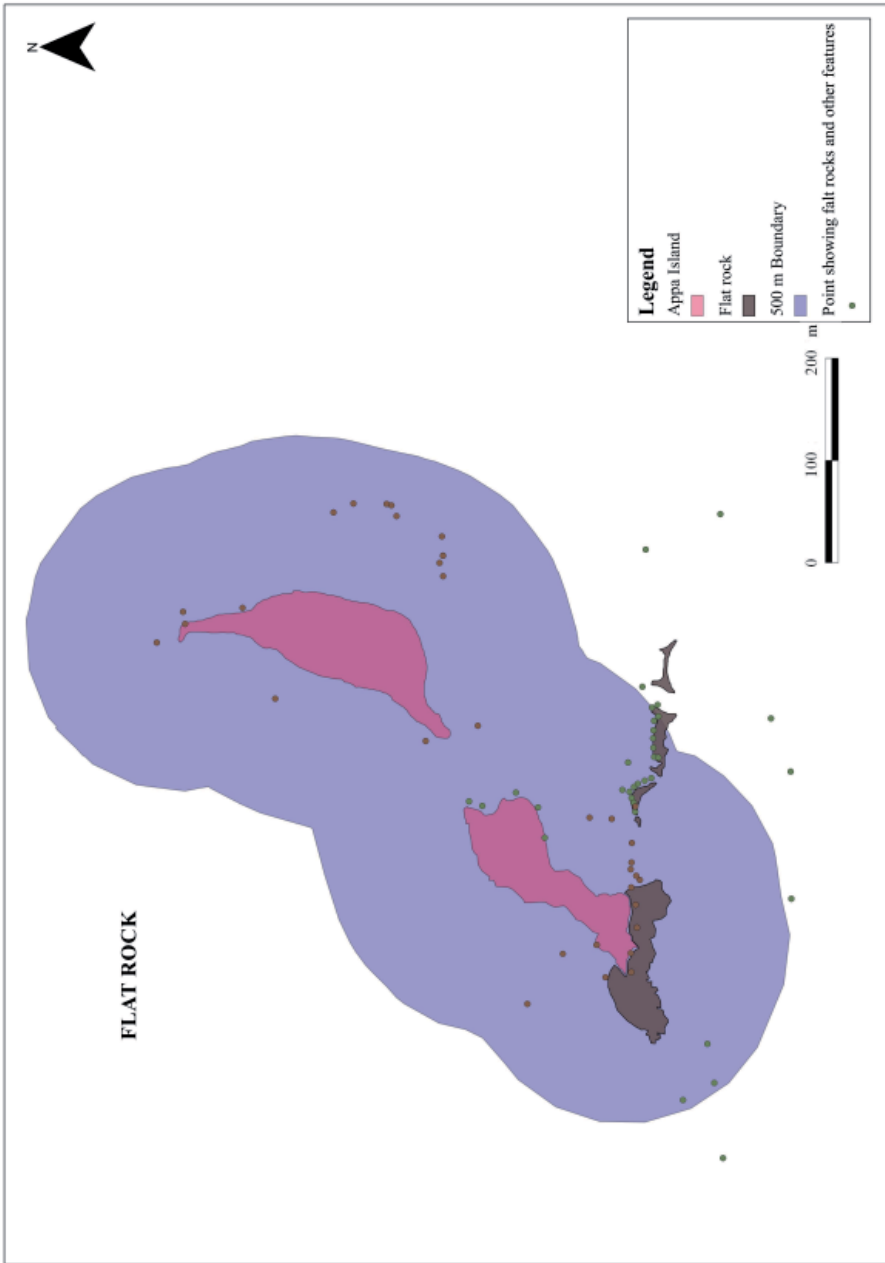 N
FLAT ROCK
Legend
Appa Island
Flat rock
500 m Boundary
Point showing falt rocks and other features
0 100 200 m